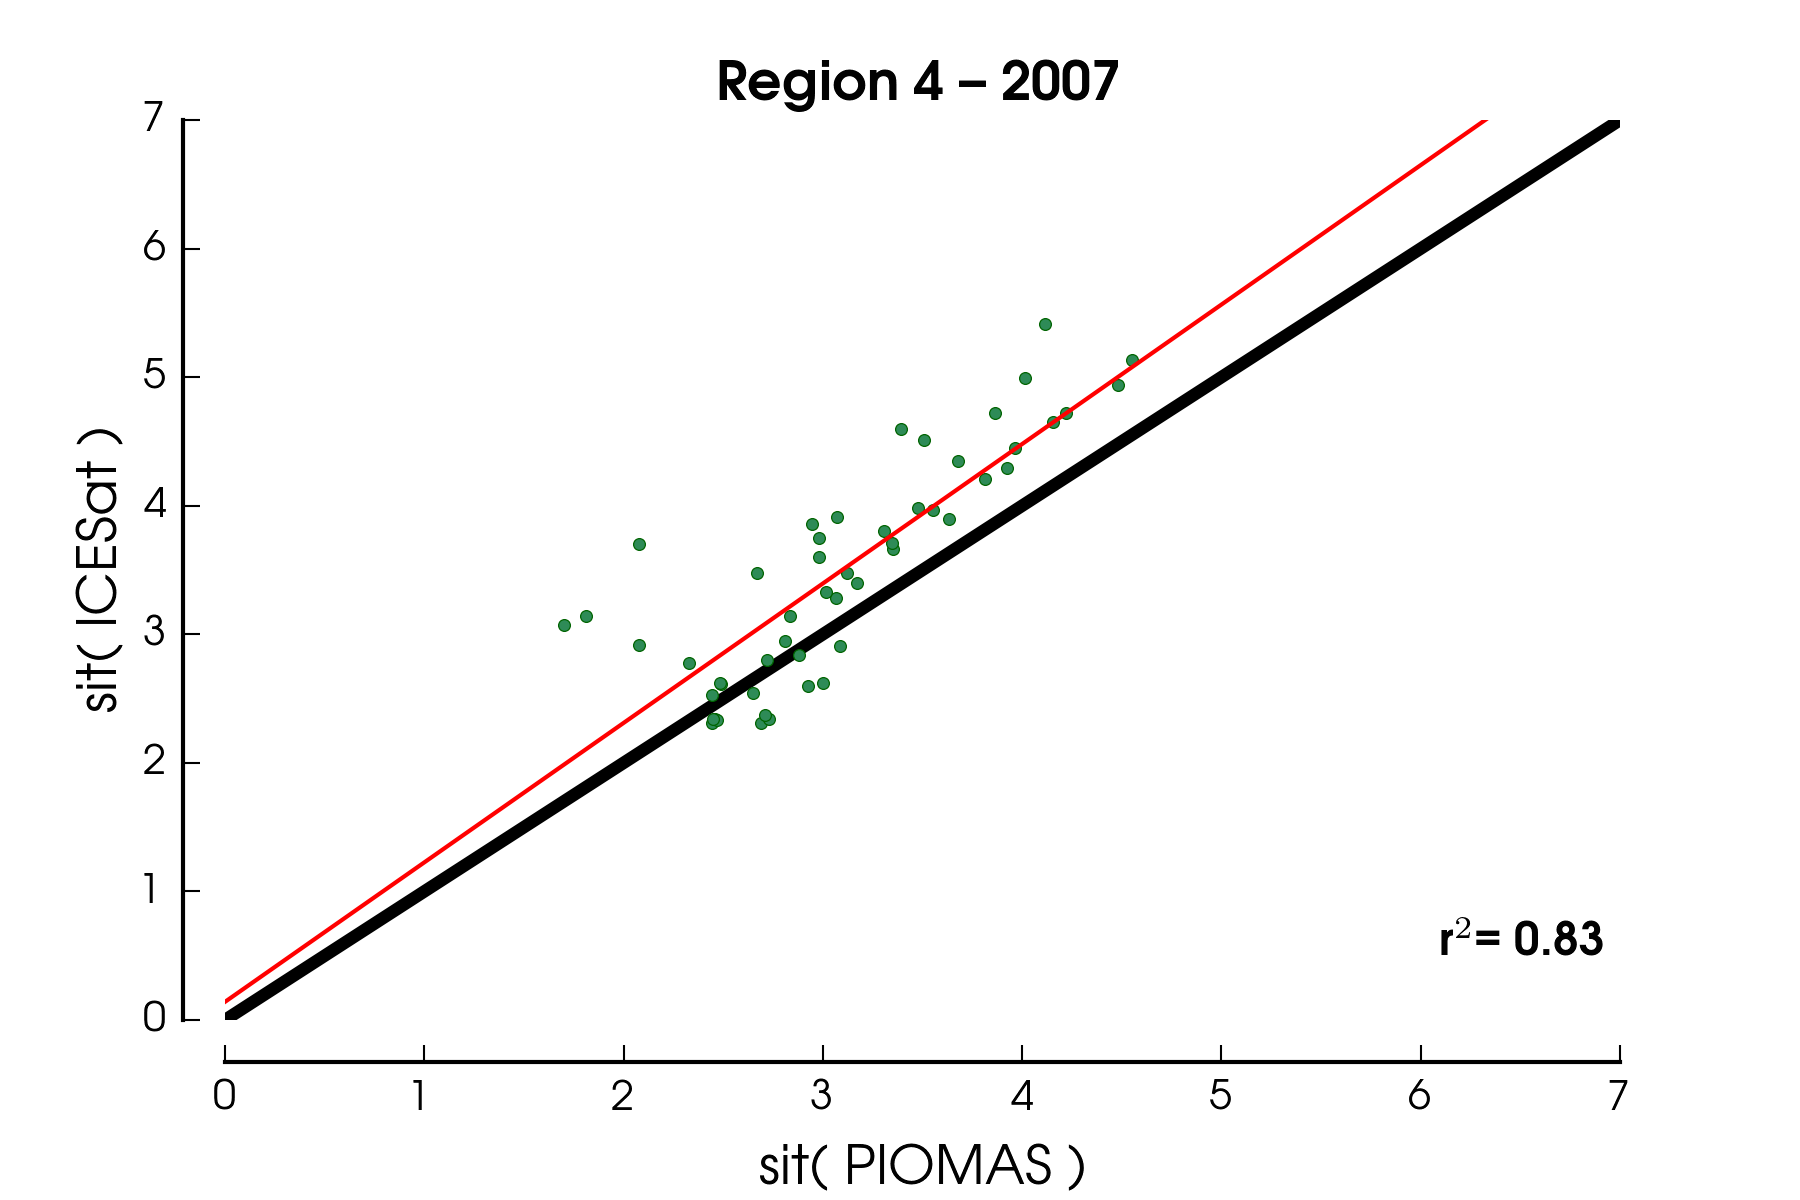 Region 4 – 2007
7
6
5
4
3
2
1
0
sit( ICESat )
r²= 0.83
0 1 2 3 4 5 6 7
sit( PIOMAS )